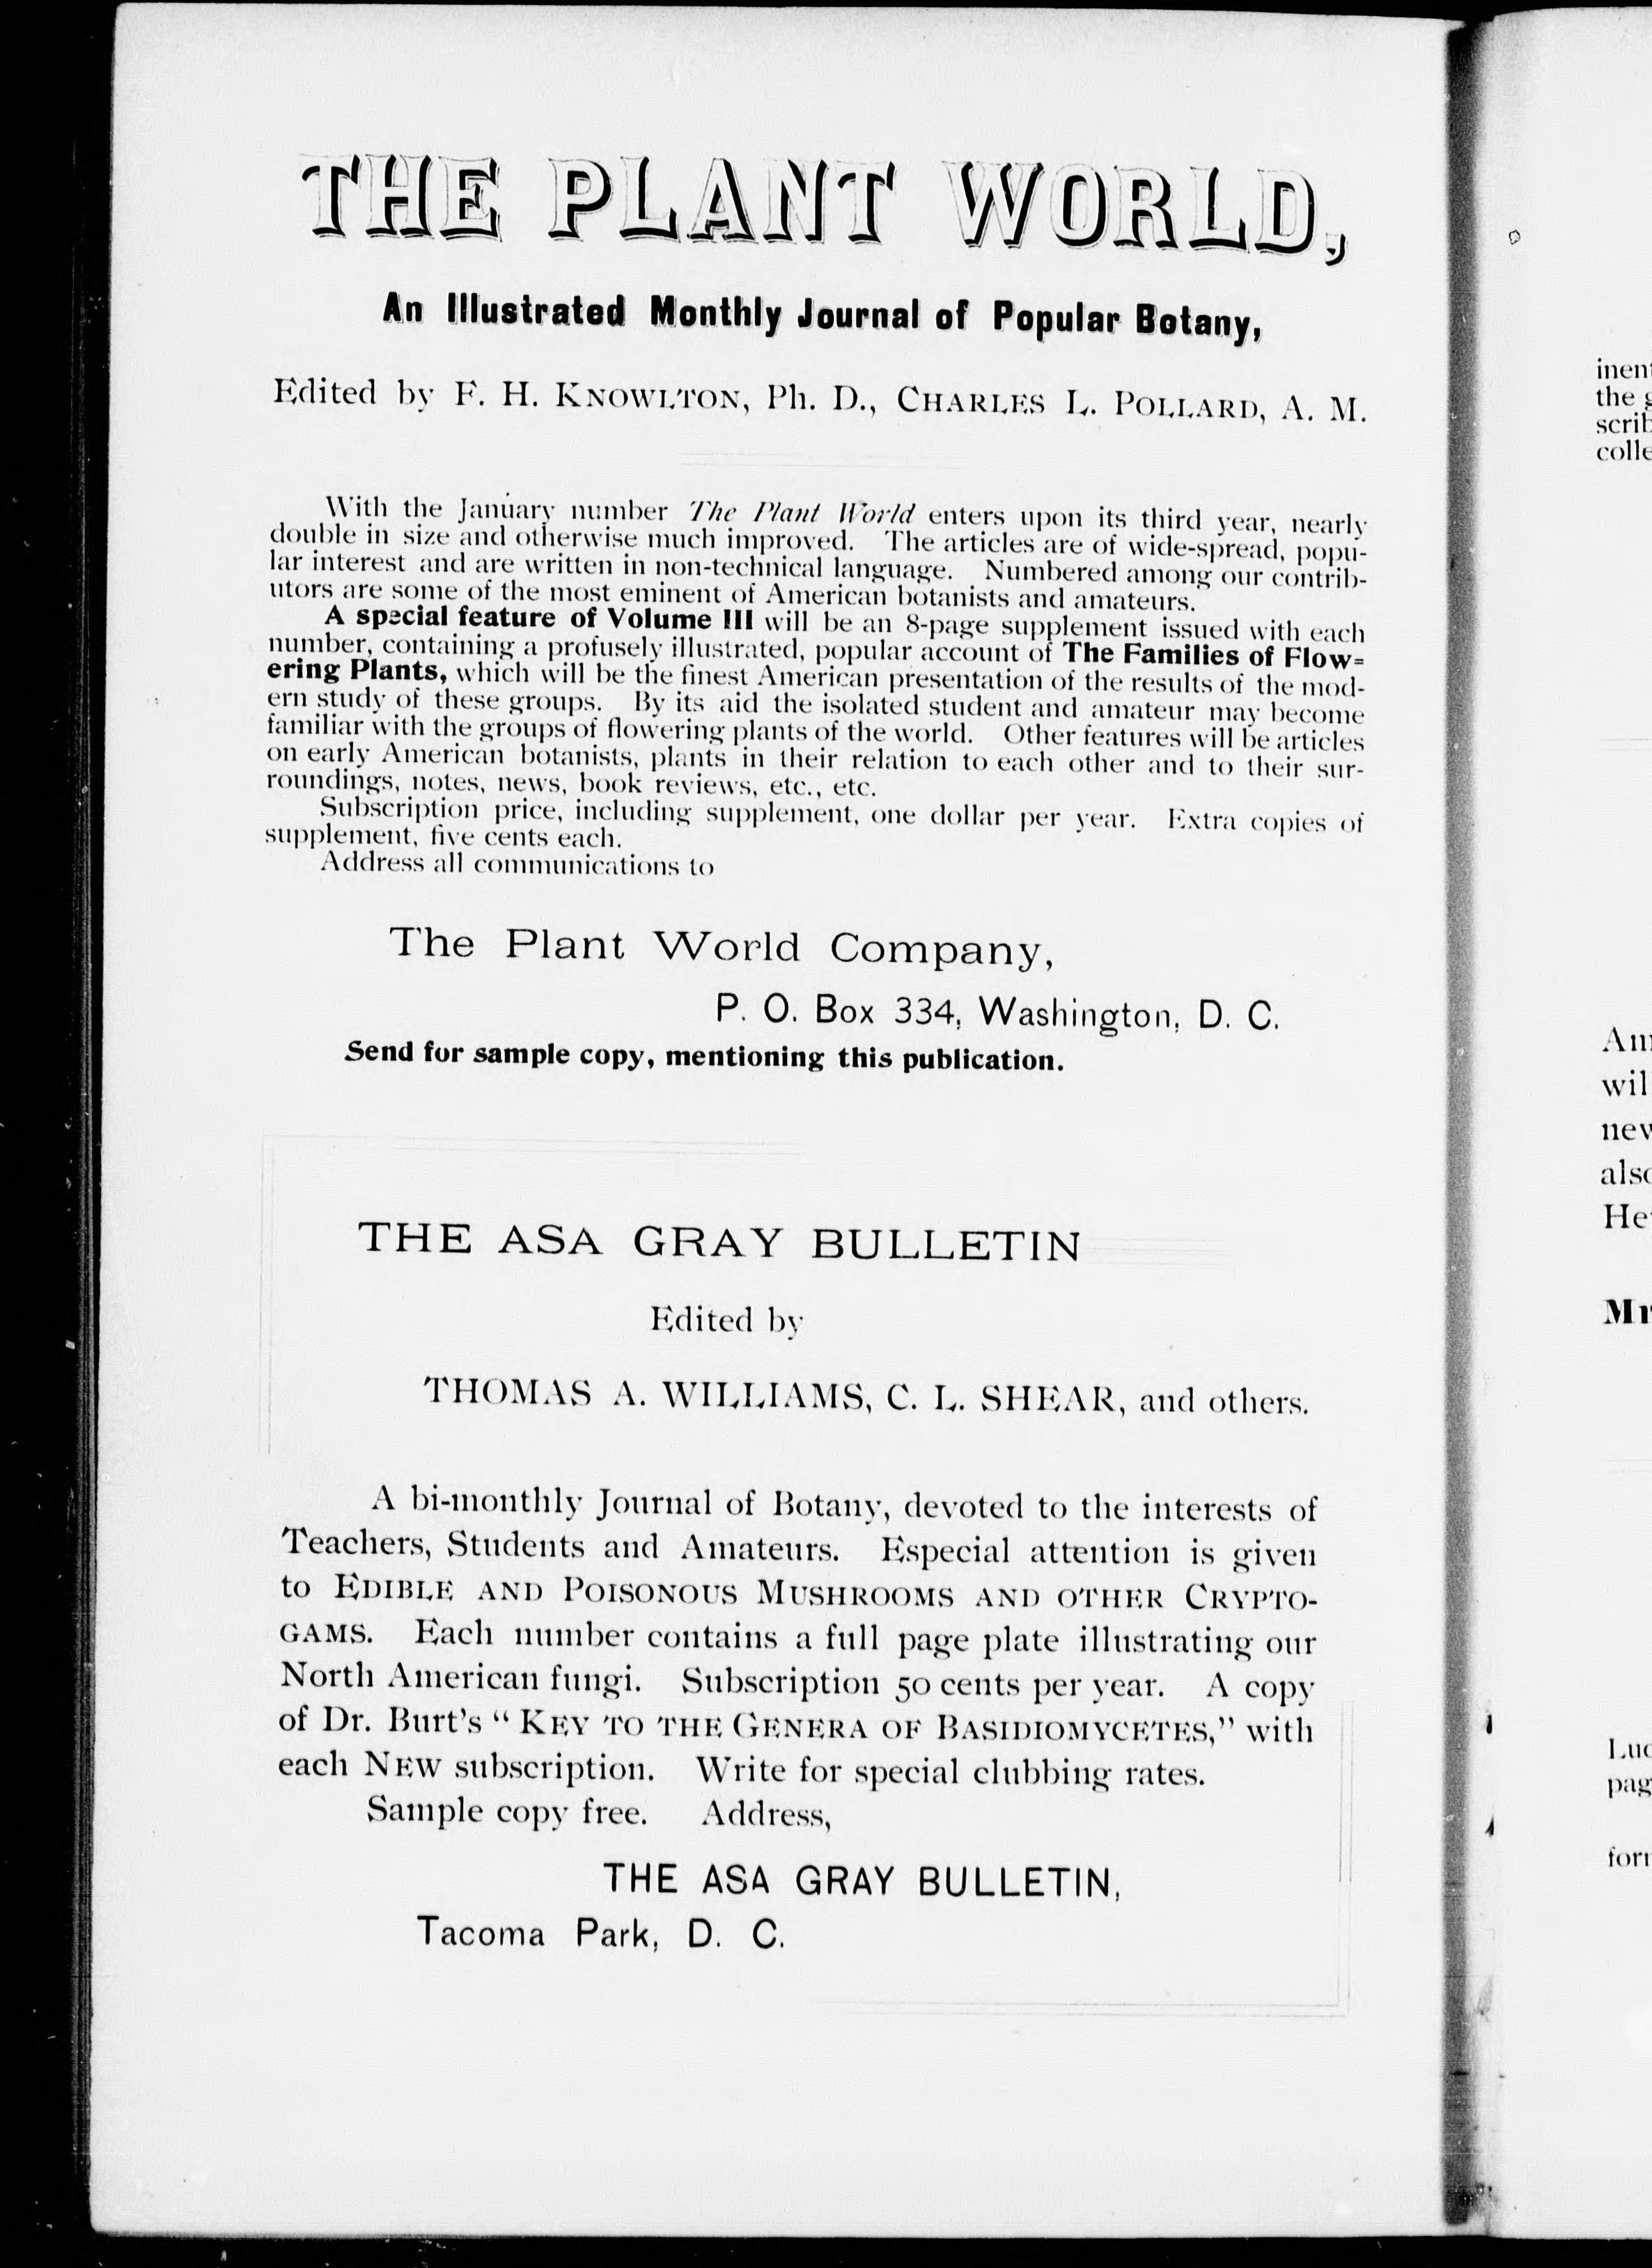 THE PLANT WORLD,
An Illustrated Monthly Journal of Popular Botany,
Edited by F. H. KNOWLTON, Ph. D., CHARLES L. POLLARD, A. M.
With the January number The Plant World enters upon its third year, nearly
double in size and otherwise much improved. The articles are of wide-spread, popu-
lar interest and are written in non-technical language. Numbered among our contrib-
utors are some of the most eminent of American botanists and amateurs.
A special feature of Volume III will be an 8-page supplement issued with each
number, containing a profusely illustrated, popular account of The Families of Flow=
ering Plants, which will be the finest American presentation of the results of the mod-
ern study of these groups. By its aid the isolated student and amateur may become
familiar with the groups of flowering plants of the world. Other features will be articles
on early American botanists, plants in their relation to each other and to their sur-
roundings, notes, news, book reviews, etc., etc.
Subscription price, including supplement, one dollar per year. Extra copies of
supplement, five cents each.
Address all communications to
The Plant World Company,
P. O. Box 334, Washington, D. C.
Send for sample copy, mentioning this publication.
THE ASA GRAY BULLETIN
Edited by
THOMAS A. WILLIAMS, C. L. SHEAR, and others.
A bi-monthly Journal of Botany, devoted to the interests of
Teachers, Students and Amateurs. Especial attention is given
to EDIBLE AND POISONOUS MUSHROOMS AND OTHER CRYPTO-
GAMS. Each number contains a full page plate illustrating our
North American fungi. Subscription 50 cents per year. A copy
of Dr. Burt's "KEY TO THE GENERA OF BASIDIOMYCETES," with
each NEW subscription. Write for special clubbing rates.
Sample copy free. Address,
THE ASA GRAY BULLETIN,
Tacoma Park, D. C.
the